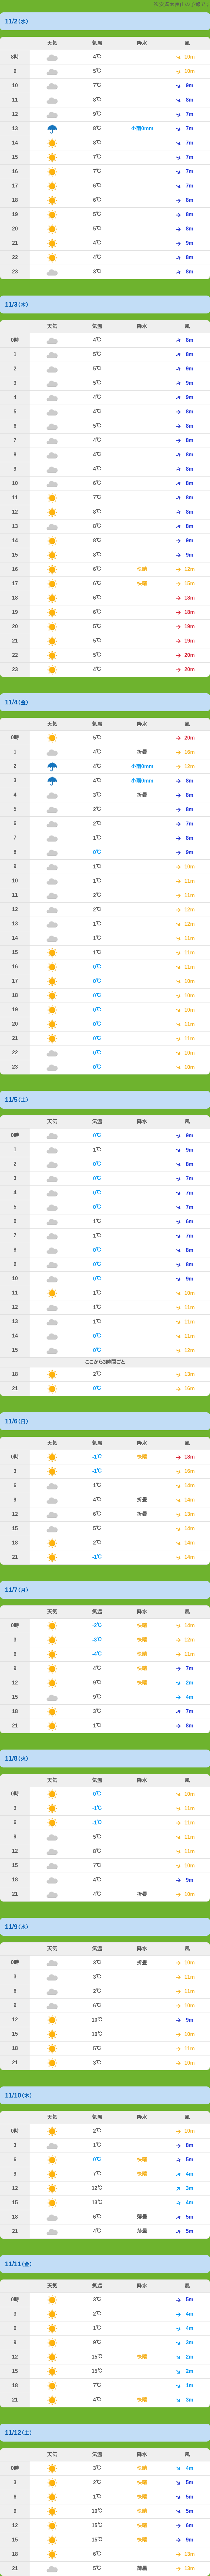 ※安達太良山の予報です
11/2(水)
天気 気温 降水 風
8時 4℃ 10m
9 5℃ 10m
10 7℃ 9m
11 8℃ 8m
12 9℃ 7m
13 8℃ 小雨0mm 7m
14 8℃ 7m
15 7℃ 7m
16 7℃ 7m
17 6℃ 7m
18 6℃ 8m
19 5℃ 8m
20 5℃ 8m
21 4℃ 9m
22 4℃ 8m
23 3℃ 8m
11/3(木)
天気 気温 降水 風
0時 4℃ 8m
1 5℃ 8m
2 5℃ 9m
3 5℃ 9m
4 4℃ 9m
5 4℃ 8m
6 5℃ 8m
7 4℃ 8m
8 4℃ 8m
9 4℃ 8m
10 6℃ 8m
11 7℃ 8m
12 8℃ 8m
13 8℃ 8m
14 8℃ 9m
15 8℃ 9m
16 6℃ 快晴 12m
17 6℃ 快晴 15m
18 6℃ 18m
19 6℃ 18m
20 5℃ 19m
21 5℃ 19m
22 5℃ 20m
23 4℃ 20m
11/4(金)
天気 気温 降水 風
0時 5℃ 20m
1 4℃ 折曇 16m
2 4℃ 小雨0mm 12m
3 4℃ 小雨0mm 8m
4 3℃ 折曇 8m
5 2℃ 8m
6 2℃ 7m
7 1℃ 8m
8 0℃ 9m
9 1℃ 10m
10 1℃ 11m
11 2℃ 11m
12 2℃ 12m
13 1℃ 12m
14 1℃ 11m
15 1℃ 11m
16 0℃ 11m
17 0℃ 10m
18 0℃ 10m
19 0℃ 10m
20 0℃ 11m
21 0℃ 11m
22 0℃ 10m
23 0℃ 10m
11/5(土)
天気 気温 降水 風
0時 0℃ 9m
1 1℃ 9m
2 0℃ 8m
3 0℃ 7m
4 0℃ 7m
5 0℃ 7m
6 1℃ 6m
7 1℃ 7m
8 0℃ 8m
9 0℃ 8m
10 0℃ 9m
11 1℃ 10m
12 1℃ 11m
13 1℃ 11m
14 0℃ 11m
15 0℃ 12m
ここから3時間ごと
18 2℃ 13m
21 0℃ 16m
11/6(日)
天気 気温 降水 風
0時 -1℃ 快晴 18m
3 -1℃ 16m
6 1℃ 14m
9 4℃ 折曇 14m
12 6℃ 折曇 13m
15 5℃ 14m
18 2℃ 14m
21 -1℃ 14m
11/7(月)
天気 気温 降水 風
0時 -2℃ 快晴 14m
3 -3℃ 快晴 12m
6 -4℃ 快晴 11m
9 4℃ 快晴 7m
12 9℃ 快晴 2m
15 9℃ 4m
18 3℃ 7m
21 1℃ 8m
11/8(火)
天気 気温 降水 風
0時 0℃ 10m
3 -1℃ 11m
6 -1℃ 11m
9 5℃ 11m
12 8℃ 11m
15 7℃ 10m
18 4℃ 9m
21 4℃ 折曇 10m
11/9(水)
天気 気温 降水 風
0時 3℃ 折曇 10m
3 3℃ 11m
6 2℃ 11m
9 6℃ 10m
12 10℃ 9m
15 10℃ 10m
18 5℃ 11m
21 3℃ 10m
11/10(木)
天気 気温 降水 風
0時 2℃ 10m
3 1℃ 8m
6 0℃ 快晴 5m
9 7℃ 快晴 4m
12 12℃ 3m
15 13℃ 4m
18 6℃ 薄曇 5m
21 4℃ 薄曇 5m
11/11(金)
天気 気温 降水 風
0時 3℃ 5m
3 2℃ 4m
6 1℃ 4m
9 9℃ 3m
12 15℃ 快晴 2m
15 15℃ 2m
18 7℃ 1m
21 4℃ 快晴 3m
11/12(土)
天気 気温 降水 風
0時 3℃ 快晴 4m
3 2℃ 快晴 5m
6 1℃ 快晴 5m
9 10℃ 快晴 5m
12 15℃ 快晴 6m
15 15℃ 快晴 9m
18 6℃ 13m
21 5℃ 薄曇 13m